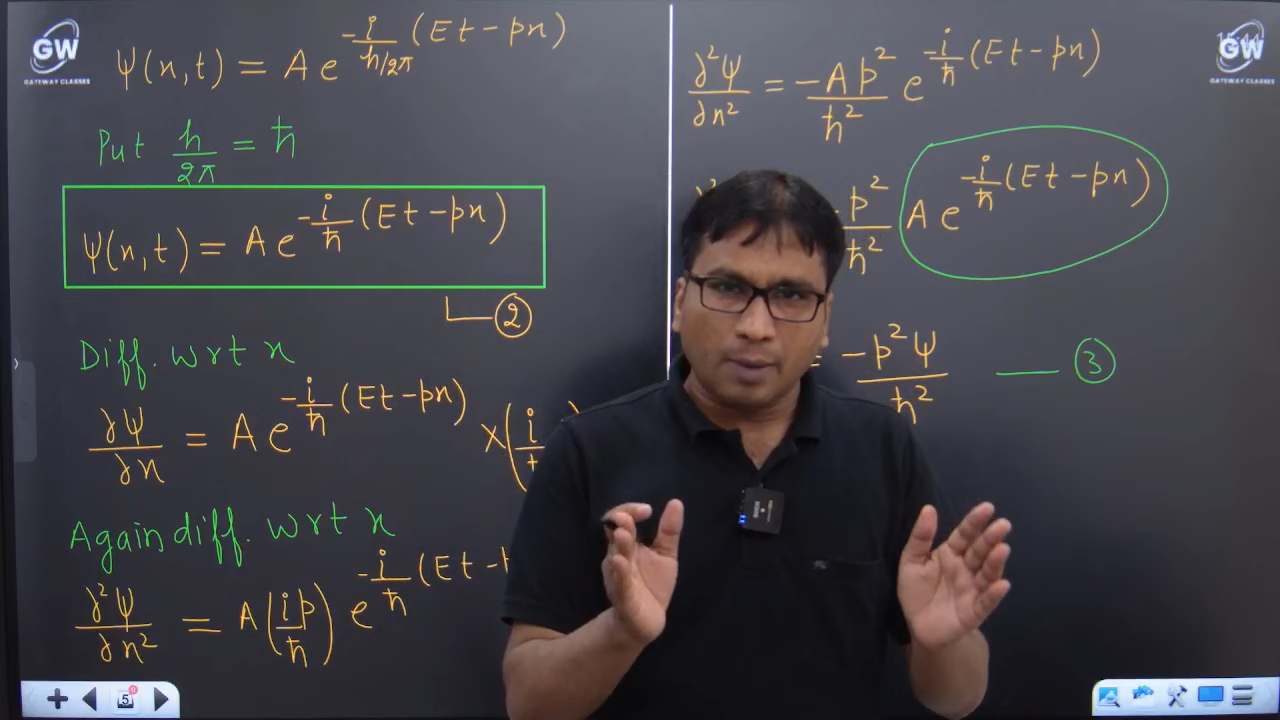 GW
GATEWAY CLASSES
ψ(x,t) = A e^{-i/(h/2π) (Et-px)}
Put h/2π = ħ
ψ(x,t) = A e^{-i/ħ (Et-px)}
②
Diff. wrt x
∂ψ/∂x = A e^{-i/ħ (Et-px)} × (i
Again diff. wrt x
∂²ψ/∂x² = A (ip/ħ) e^{-i/ħ (Et-
5
GW
GATEWAY CLASSES
∂²ψ/∂x² = -Ap²/ħ² e^{-i/ħ (Et-px)}
p²/ħ² A e^{-i/ħ (Et-px)}
= -p²ψ/ħ² — ③